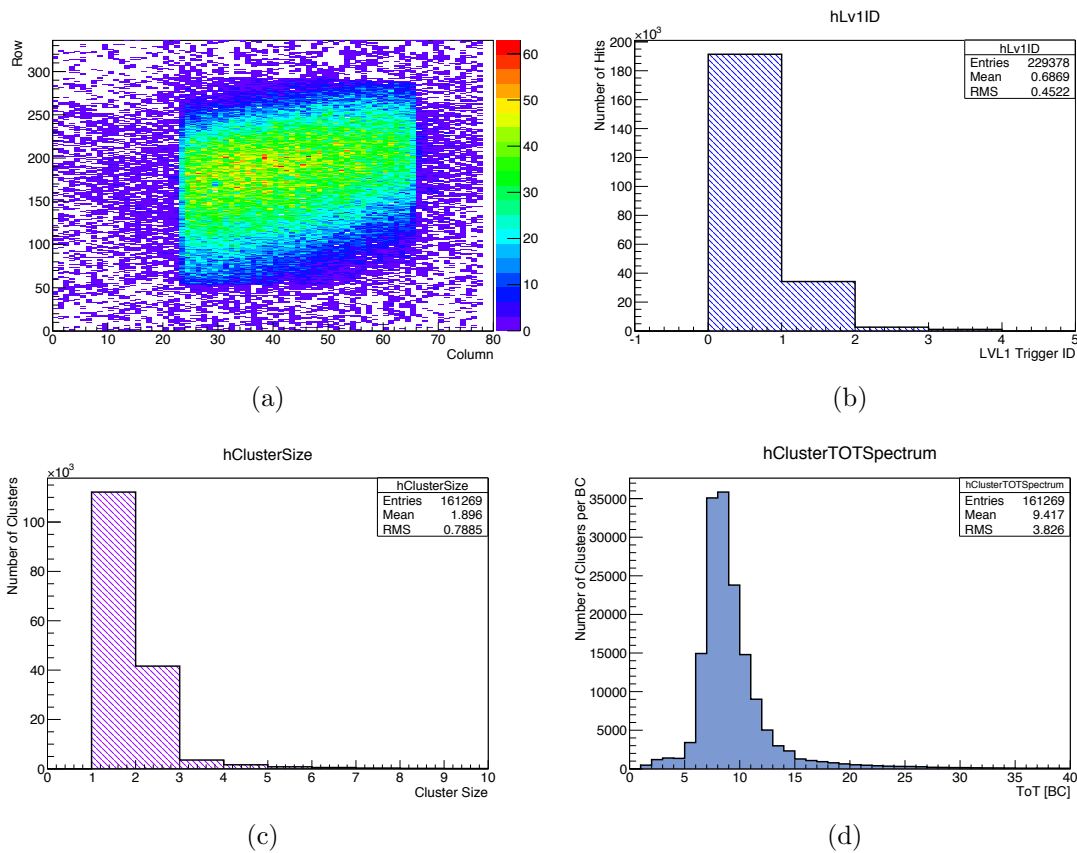 Row
300
250
200
150
100
50
0
0 10 20 30 40 50 60 70 80
Column
60
50
40
30
20
10
0
(a)
hLv1ID
×10³
Number of Hits
200
180
160
140
120
100
80
60
40
20
0
-1 0 1 2 3 4 5
LVL1 Trigger ID
hLv1ID
Entries 229378
Mean 0.6869
RMS 0.4522
(b)
hClusterSize
×10³
Number of Clusters
100
80
60
40
20
0
0 1 2 3 4 5 6 7 8 9 10
Cluster Size
hClusterSize
Entries 161269
Mean 1.896
RMS 0.7885
(c)
hClusterTOTSpectrum
Number of Clusters per BC
35000
30000
25000
20000
15000
10000
5000
0
0 5 10 15 20 25 30 35 40
ToT [BC]
hClusterTOTSpectrum
Entries 161269
Mean 9.417
RMS 3.826
(d)